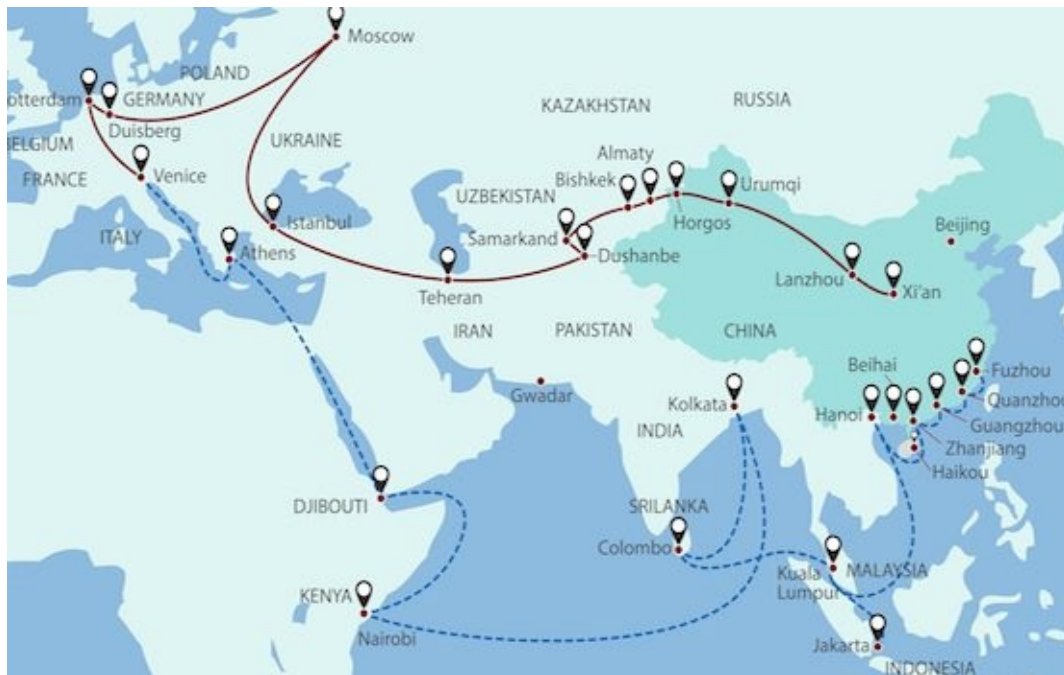 Moscow
POLAND
otterdam
GERMANY
Duisberg
KAZAKHSTAN
RUSSIA
BELGIUM
UKRAINE
Almaty
FRANCE
Venice
Bishkek
Urumqi
UZBEKISTAN
Horgos
ITALY
Istanbul
Samarkand
Beijing
Athens
Dushanbe
Lanzhou
Teheran
Xi'an
IRAN
PAKISTAN
CHINA
Beihai
Fuzhou
Gwadar
Kolkata
Hanoi
Quanzhou
INDIA
Guangzhou
Zhanjiang
Haikou
DJIBOUTI
SRILANKA
Colombo
Kuala
Lumpur
MALAYSIA
KENYA
Nairobi
Jakarta
INDONESIA